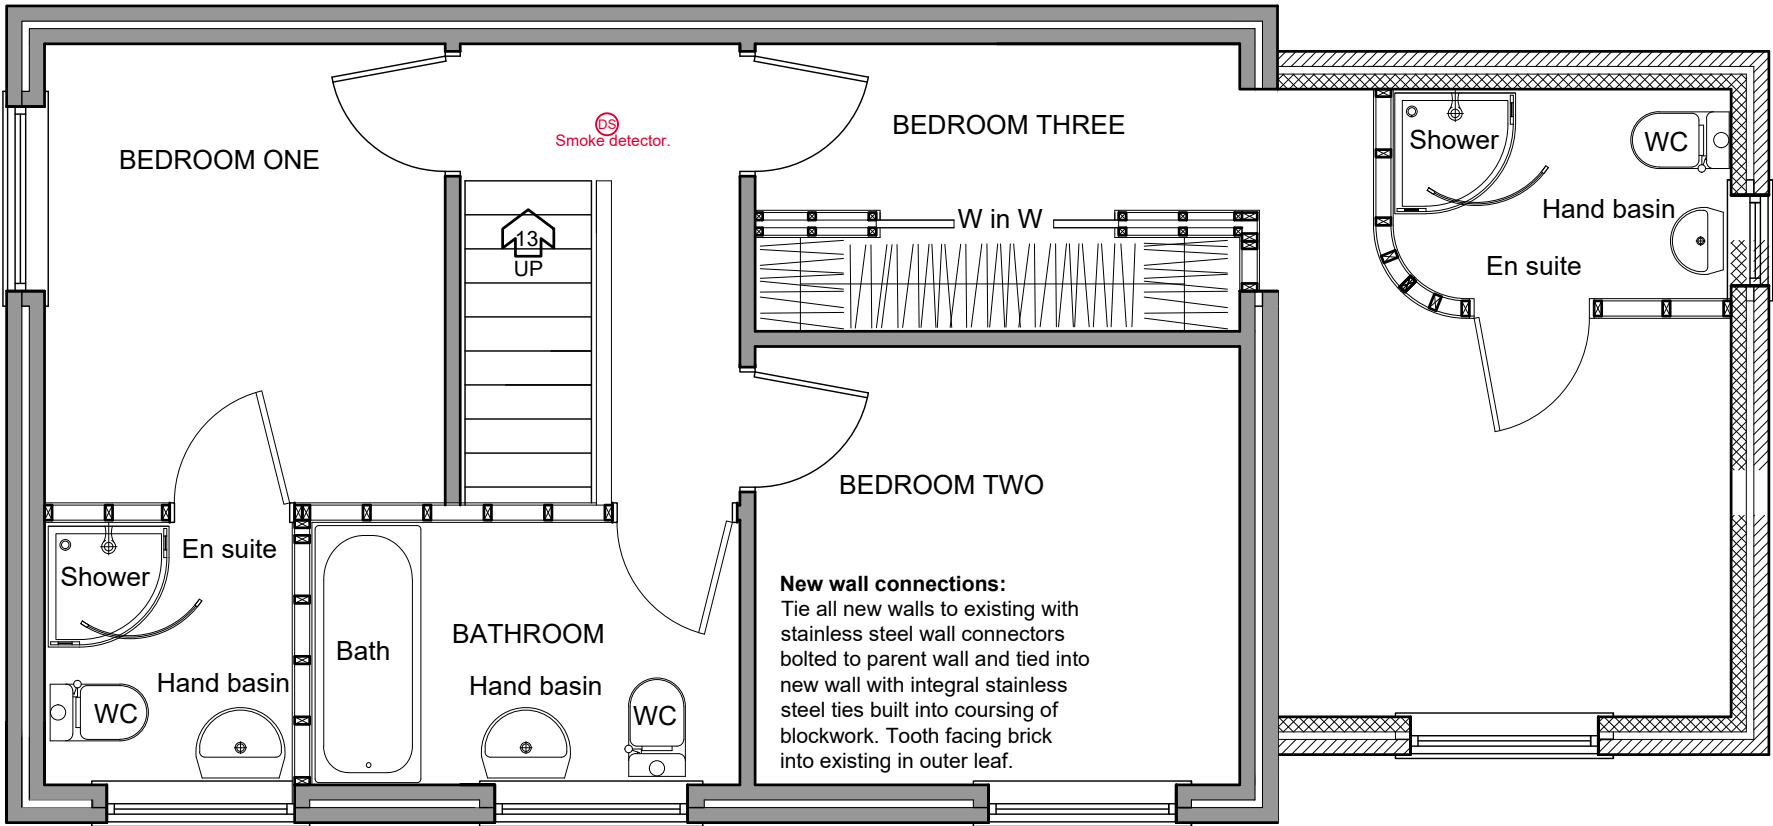 BEDROOM ONE
DS
Smoke detector.
BEDROOM THREE
Shower
WC
Hand basin
En suite
W in W
13
UP
BEDROOM TWO
En suite
Shower
Hand basin
WC
Bath
BATHROOM
Hand basin
WC
New wall connections:
Tie all new walls to existing with
stainless steel wall connectors
bolted to parent wall and tied into
new wall with integral stainless
steel ties built into coursing of
blockwork. Tooth facing brick
into existing in outer leaf.